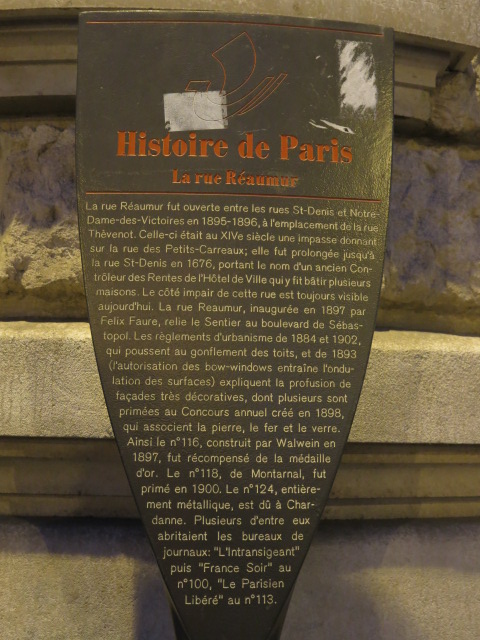 Histoire de Paris
La rue Réaumur
La rue Réaumur fut ouverte entre les rues St-Denis et Notre-
Dame-des-Victoires en 1895-1896, à l'emplacement de la rue
Thévenot. Celle-ci était au XIVe siècle une impasse donnant
sur la rue des Petits-Carreaux; elle fut prolongée jusqu'à
la rue St-Denis en 1676, portant le nom d'un ancien Con-
trôleur des Rentes de l'Hôtel de Ville qui y fit bâtir plusieurs
maisons. Le côté impair de cette rue est toujours visible
aujourd'hui. La rue Reaumur, inaugurée en 1897 par
Felix Faure, relie le Sentier au boulevard de Sébas-
topol. Les règlements d'urbanisme de 1884 et 1902,
qui poussent au gonflement des toits, et de 1893
(l'autorisation des bow-windows entraîne l'ondu-
lation des surfaces) expliquent la profusion de
façades très décoratives, dont plusieurs sont
primées au Concours annuel créé en 1898,
qui associent la pierre, le fer et le verre.
Ainsi le n°116, construit par Walwein en
1897, fut récompensé de la médaille
d'or. Le n°118, de Montarnal, fut
primé en 1900. Le n°124, entière-
ment métallique, est dû à Char-
danne. Plusieurs d'entre eux
abritaient les bureaux de
journaux: "L'Intransigeant"
puis "France Soir" au
n°100, "Le Parisien
Libéré" au n°113.